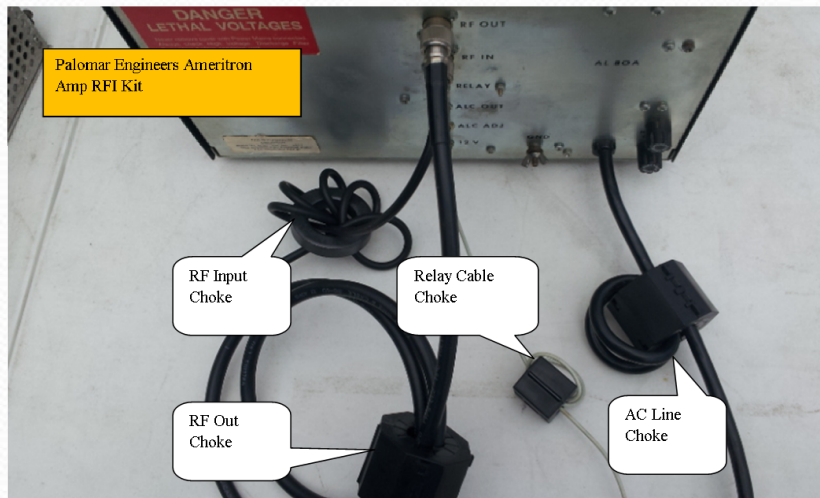 DANGER
LETHAL VOLTAGES
Palomar Engineers Ameritron
Amp RFI Kit
RF OUT
RF IN
RELAY
ALC OUT
ALC ADJ
12V
GND
AL 80A
RF Input
Choke
Relay Cable
Choke
RF Out
Choke
AC Line
Choke